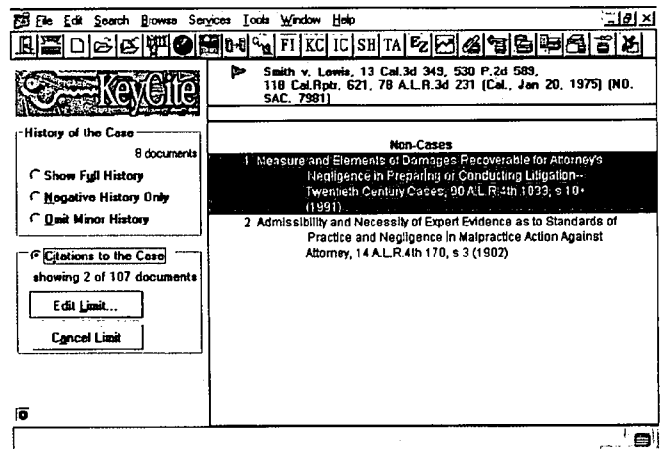 File Edit Search Browse Services Tools Window Help
FI KC IC SH TA EZ
KeyCite
Smith v. Lewis, 13 Cal.3d 349, 530 P.2d 589,
118 Cal.Rptr. 621, 78 A.L.R.3d 231 (Cal., Jan 20, 1975) (NO.
SAC. 7981)
History of the Case
8 documents
Show Full History
Negative History Only
Omit Minor History
Citations to the Case
showing 2 of 107 documents
Edit Limit...
Cancel Limit
Non-Cases
1 Measure and Elements of Damages Recoverable for Attorney's
Negligence in Preparing or Conducting Litigation--
Twentieth Century Cases, 90 A.L.R.4th 1033, s 10+
(1991)
2 Admissibility and Necessity of Expert Evidence as to Standards of
Practice and Negligence in Malpractice Action Against
Attorney, 14 A.L.R.4th 170, s 3 (1902)